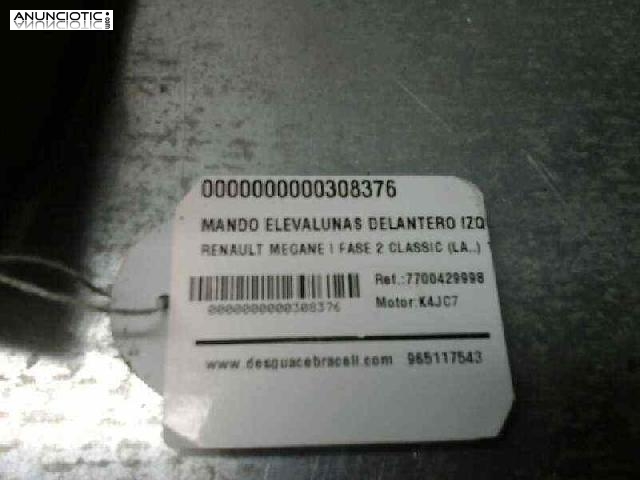 ANUNCIOTIC.es
0000000000308376
MANDO ELEVALUNAS DELANTERO IZQ
RENAULT MEGANE I FASE 2 CLASSIC (LA..)
Ref.:7700429998
0000000000308376
Motor:K4JC7
www.desguacebracell.com 965117543